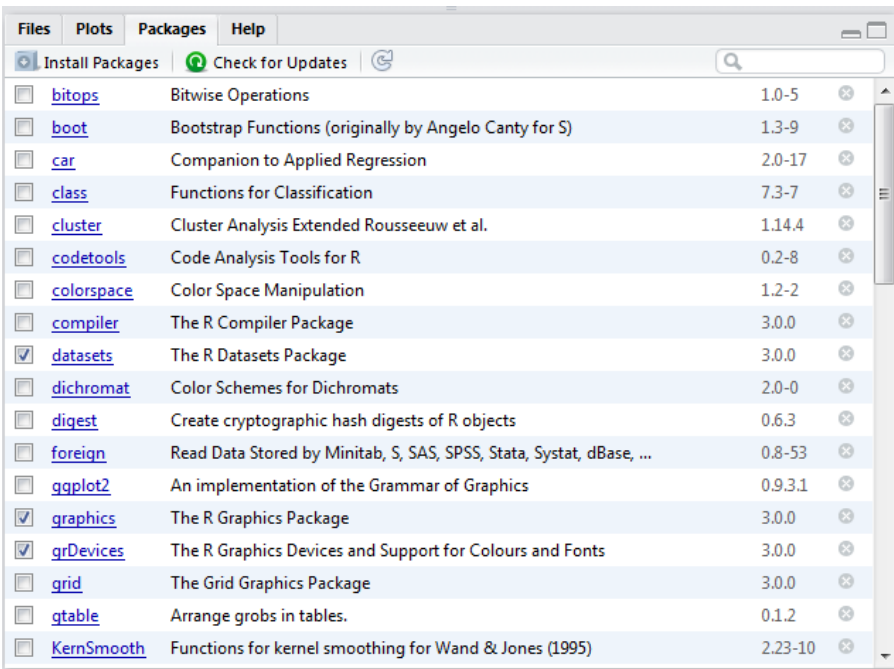 Files Plots Packages Help
Install Packages Check for Updates
bitops Bitwise Operations 1.0-5
boot Bootstrap Functions (originally by Angelo Canty for S) 1.3-9
car Companion to Applied Regression 2.0-17
class Functions for Classification 7.3-7
cluster Cluster Analysis Extended Rousseeuw et al. 1.14.4
codetools Code Analysis Tools for R 0.2-8
colorspace Color Space Manipulation 1.2-2
compiler The R Compiler Package 3.0.0
datasets The R Datasets Package 3.0.0
dichromat Color Schemes for Dichromats 2.0-0
digest Create cryptographic hash digests of R objects 0.6.3
foreign Read Data Stored by Minitab, S, SAS, SPSS, Stata, Systat, dBase, ... 0.8-53
ggplot2 An implementation of the Grammar of Graphics 0.9.3.1
graphics The R Graphics Package 3.0.0
grDevices The R Graphics Devices and Support for Colours and Fonts 3.0.0
grid The Grid Graphics Package 3.0.0
gtable Arrange grobs in tables. 0.1.2
KernSmooth Functions for kernel smoothing for Wand & Jones (1995) 2.23-10